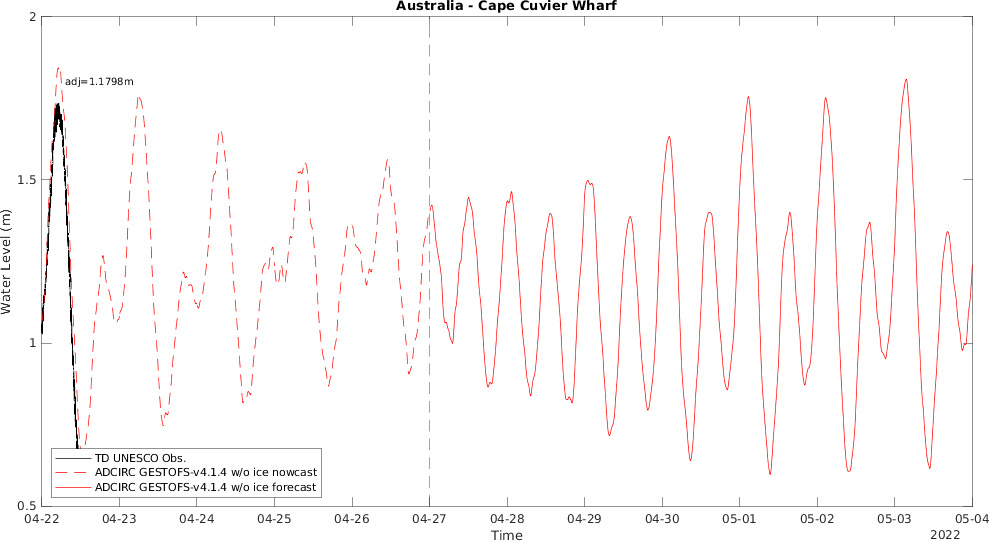 Australia - Cape Cuvier Wharf
2
adj=1.1798m
1.5
Water Level (m)
1
TD UNESCO Obs.
ADCIRC GESTOFS-v4.1.4 w/o ice nowcast
ADCIRC GESTOFS-v4.1.4 w/o ice forecast
0.5
04-22 04-23 04-24 04-25 04-26 04-27 04-28 04-29 04-30 05-01 05-02 05-03 05-04
Time
2022